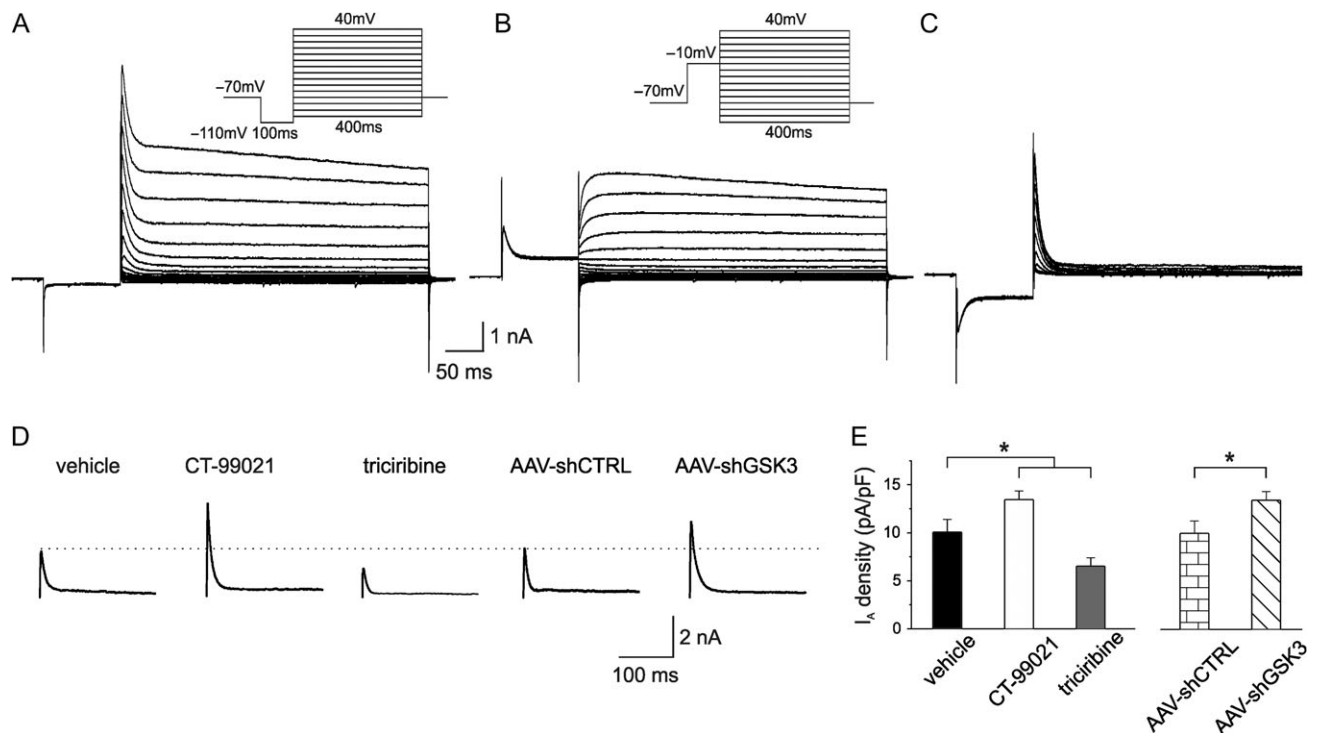 A
40mV
−70mV
−110mV 100ms
400ms
B
40mV
−10mV
−70mV
400ms
C
1 nA
50 ms
D
vehicle
CT-99021
triciribine
AAV-shCTRL
AAV-shGSK3
2 nA
100 ms
E
*
*
I_A density (pA/pF)
15
10
5
0
vehicle
CT-99021
triciribine
AAV-shCTRL
AAV-shGSK3